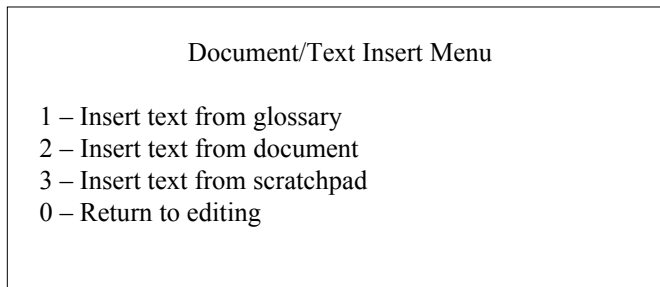 Document/Text Insert Menu
1 – Insert text from glossary
2 – Insert text from document
3 – Insert text from scratchpad
0 – Return to editing